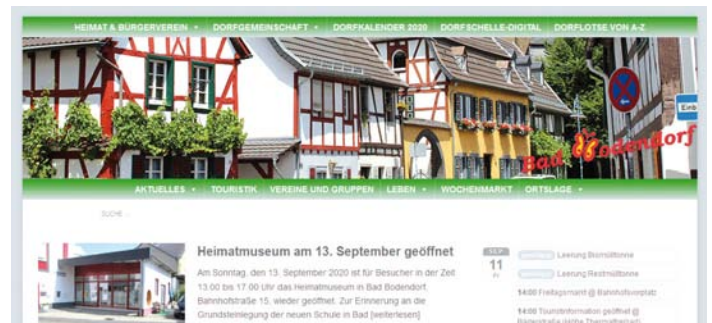 HEIMAT & BÜRGERVEREIN DORFGEMEINSCHAFT DORFKALENDER 2020 DORFSCHELLE-DIGITAL DORFLOTSE VON A-Z
Einb
Bad Bodendorf
AKTUELLES TOURISTIK VEREINE UND GRUPPEN LEBEN WOCHENMARKT ORTSLAGE
SUCHE
Heimatmuseum am 13. September geöffnet
Am Sonntag, den 13. September 2020 ist für Besucher in der Zeit
13.00 bis 17.00 Uhr das Heimatmuseum in Bad Bodendorf
Bahnhofstraße 15, wieder geöffnet. Zur Erinnerung an die
Grundsteinlegung der neuen Schule in Bad [weiterlesen]
SEP
11
Fr
Leerung Biomülltonne
Leerung Restmülltonne
14:00 Freitagsmarkt @ Bahnhofsvorplatz
14:00 Touristinformation geöffnet @